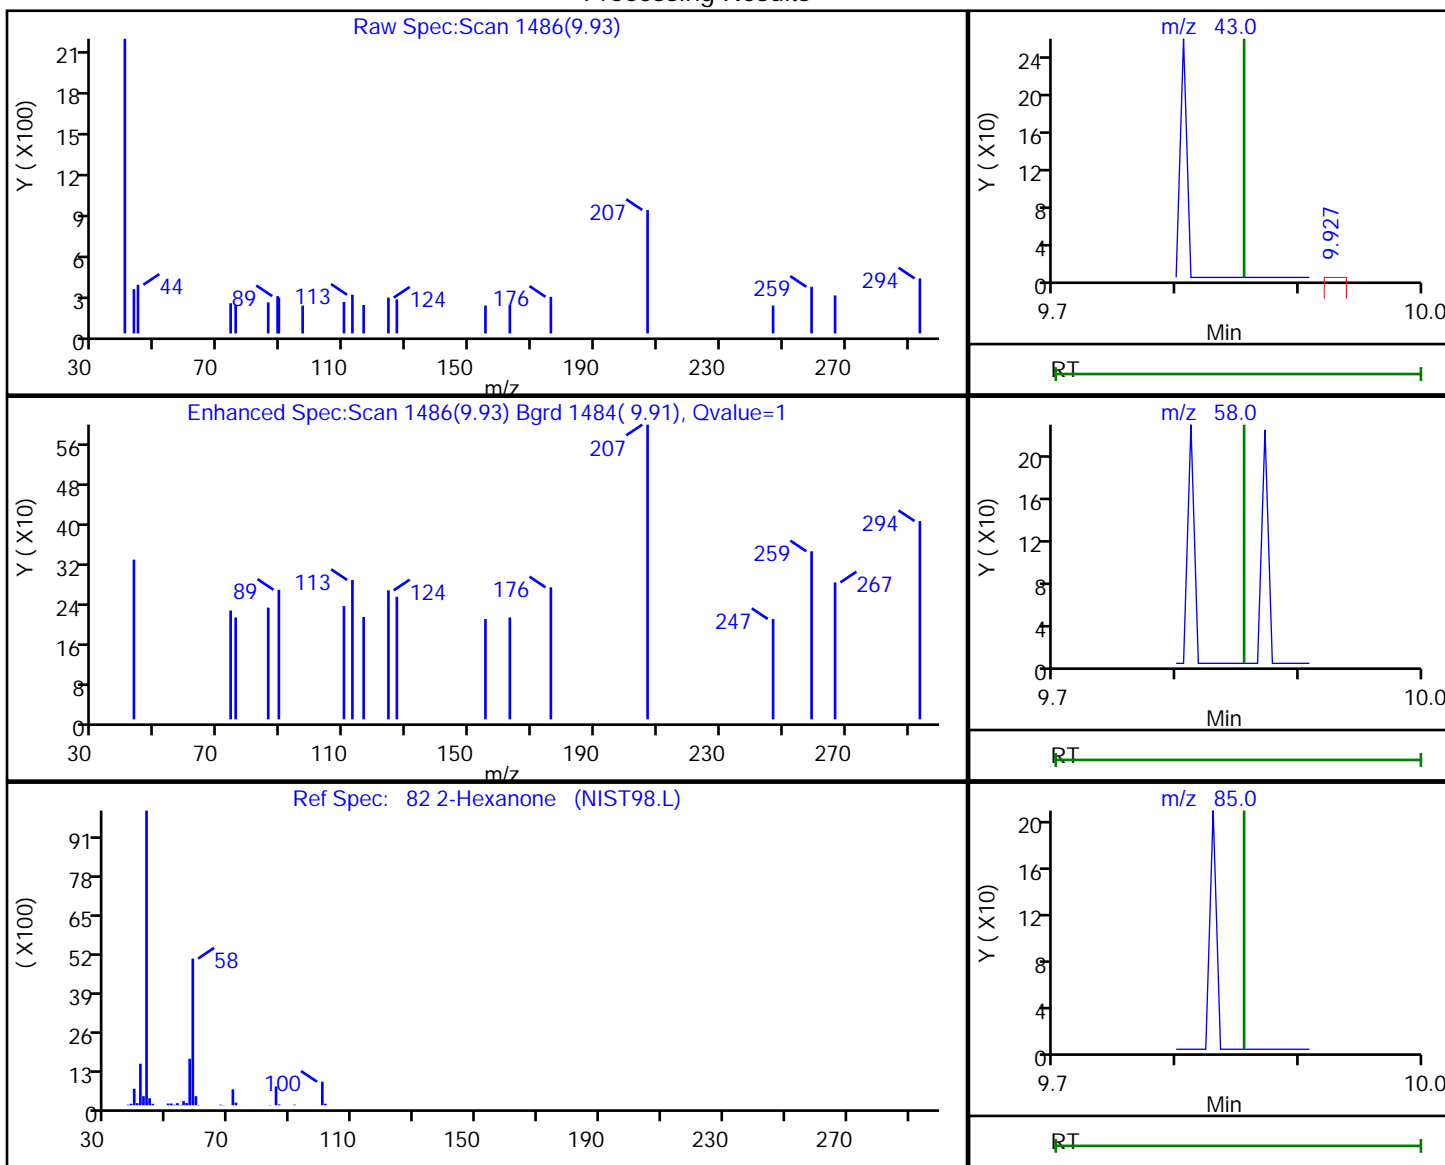 Processing Results
Raw Spec:Scan 1486(9.93)
Y ( X100)
21
18
15
12
9
6
3
0
44
89
113
124
176
207
259
294
30 70 110 150 190 230 270
m/z
m/z 43.0
Y ( X10)
24
20
16
12
8
4
0
9.927
9.7 10.0
Min
RT
Enhanced Spec:Scan 1486(9.93) Bgrd 1484( 9.91), Qvalue=1
Y ( X10)
56
48
40
32
24
16
8
0
89
113
124
176
207
247
259
267
294
30 70 110 150 190 230 270
m/z
m/z 58.0
Y ( X10)
20
16
12
8
4
0
9.7 10.0
Min
RT
Ref Spec: 82 2-Hexanone (NIST98.L)
( X100)
91
78
65
52
39
26
13
0
58
100
30 70 110 150 190 230 270
m/z 85.0
Y ( X10)
20
16
12
8
4
0
9.7 10.0
Min
RT